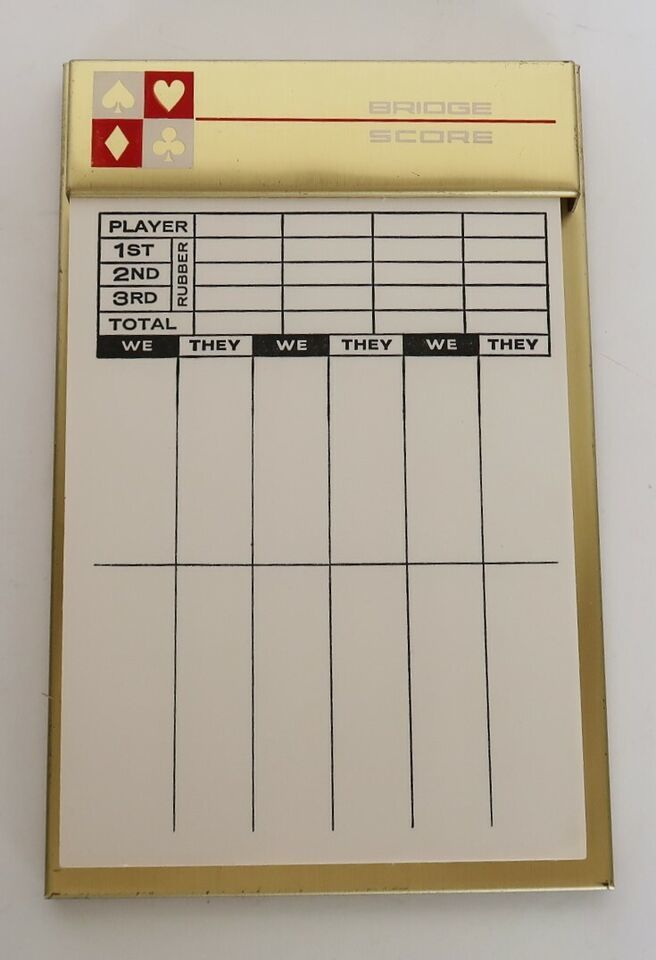 BRIDGE
SCORE
PLAYER
1ST
2ND
3RD
RUBBER
TOTAL
WE THEY WE THEY WE THEY